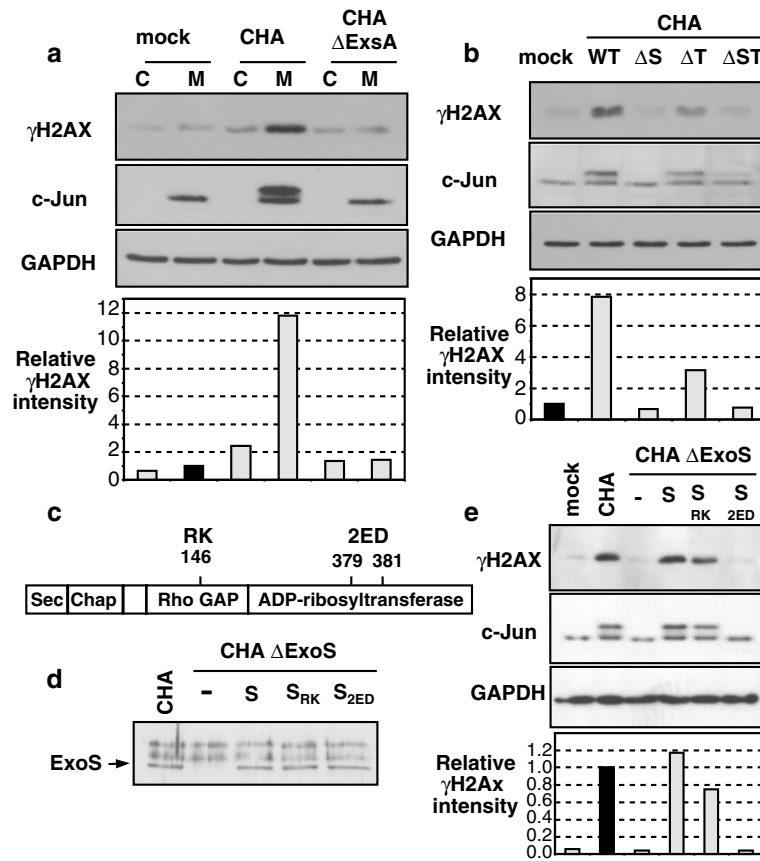 a
mock CHA CHA ΔExsA
C M C M C M
γH2AX
c-Jun
GAPDH
Relative γH2AX intensity
12
10
8
6
4
2
0
b
CHA
mock WT ΔS ΔT ΔST
γH2AX
c-Jun
GAPDH
Relative γH2AX intensity
8
6
4
2
0
c
RK 2ED
146 379 381
Sec Chap Rho GAP ADP-ribosyltransferase
d
CHA ΔExoS
CHA - S SRK S2ED
ExoS
e
CHA ΔExoS
mock CHA - S S RK S 2ED
γH2AX
c-Jun
GAPDH
Relative γH2Ax intensity
1.2
1.0
0.8
0.6
0.4
0.2
0.0